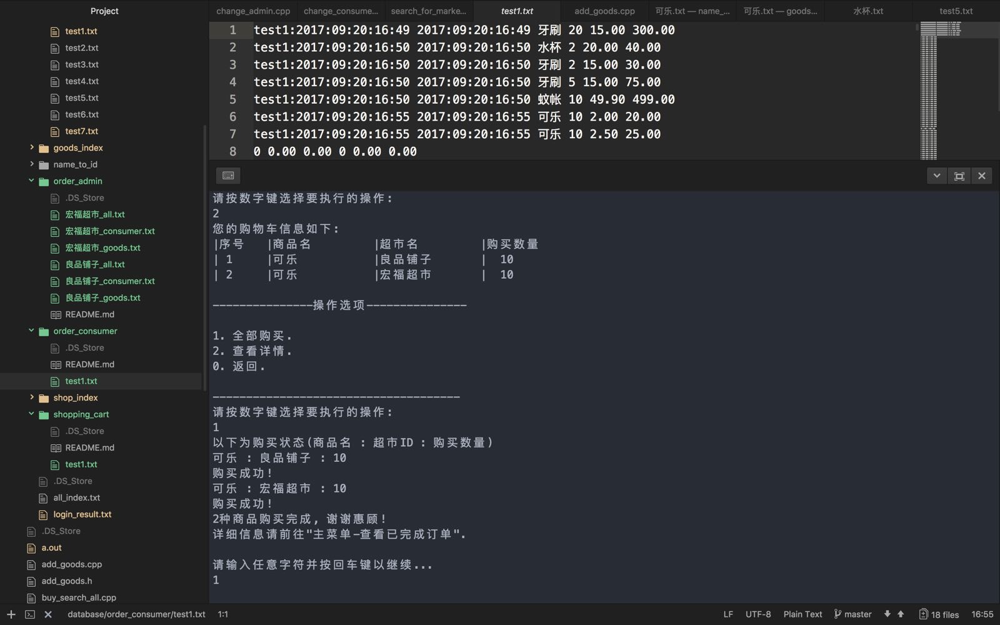 Project
test1.txt
test2.txt
test3.txt
test4.txt
test5.txt
test6.txt
test7.txt
goods_index
name_to_id
order_admin
.DS_Store
宏福超市_all.txt
宏福超市_consumer.txt
宏福超市_goods.txt
良品铺子_all.txt
良品铺子_consumer.txt
良品铺子_goods.txt
README.md
order_consumer
.DS_Store
README.md
test1.txt
shop_index
shopping_cart
.DS_Store
README.md
test1.txt
.DS_Store
all_index.txt
login_result.txt
.DS_Store
a.out
add_goods.cpp
add_goods.h
buy_search_all.cpp
change_admin.cpp change_consume... search_for_marke... test1.txt add_goods.cpp 可乐.txt — name_... 可乐.txt — goods... 水杯.txt test5.txt
1 test1:2017:09:20:16:49 2017:09:20:16:49 牙刷 20 15.00 300.00
2 test1:2017:09:20:16:50 2017:09:20:16:50 水杯 2 20.00 40.00
3 test1:2017:09:20:16:50 2017:09:20:16:50 牙刷 2 15.00 30.00
4 test1:2017:09:20:16:50 2017:09:20:16:50 牙刷 5 15.00 75.00
5 test1:2017:09:20:16:50 2017:09:20:16:50 蚊帐 10 49.90 499.00
6 test1:2017:09:20:16:55 2017:09:20:16:55 可乐 10 2.00 20.00
7 test1:2017:09:20:16:55 2017:09:20:16:55 可乐 10 2.50 25.00
8 0 0.00 0.00 0 0.00 0.00
请按数字键选择要执行的操作:
2
您的购物车信息如下:
|序号 |商品名 |超市名 |购买数量
| 1 |可乐 |良品铺子 | 10
| 2 |可乐 |宏福超市 | 10
———————————————操作选项———————————————
1. 全部购买.
2. 查看详情.
0. 返回.
—————————————————————————————————————
请按数字键选择要执行的操作:
1
以下为购买状态(商品名 : 超市ID : 购买数量)
可乐 : 良品铺子 : 10
购买成功!
可乐 : 宏福超市 : 10
购买成功!
2种商品购买完成, 谢谢惠顾!
详细信息请前往"主菜单-查看已完成订单".
请输入任意字符并按回车键以继续...
1
database/order_consumer/test1.txt 1:1 LF UTF-8 Plain Text master 18 files 16:55